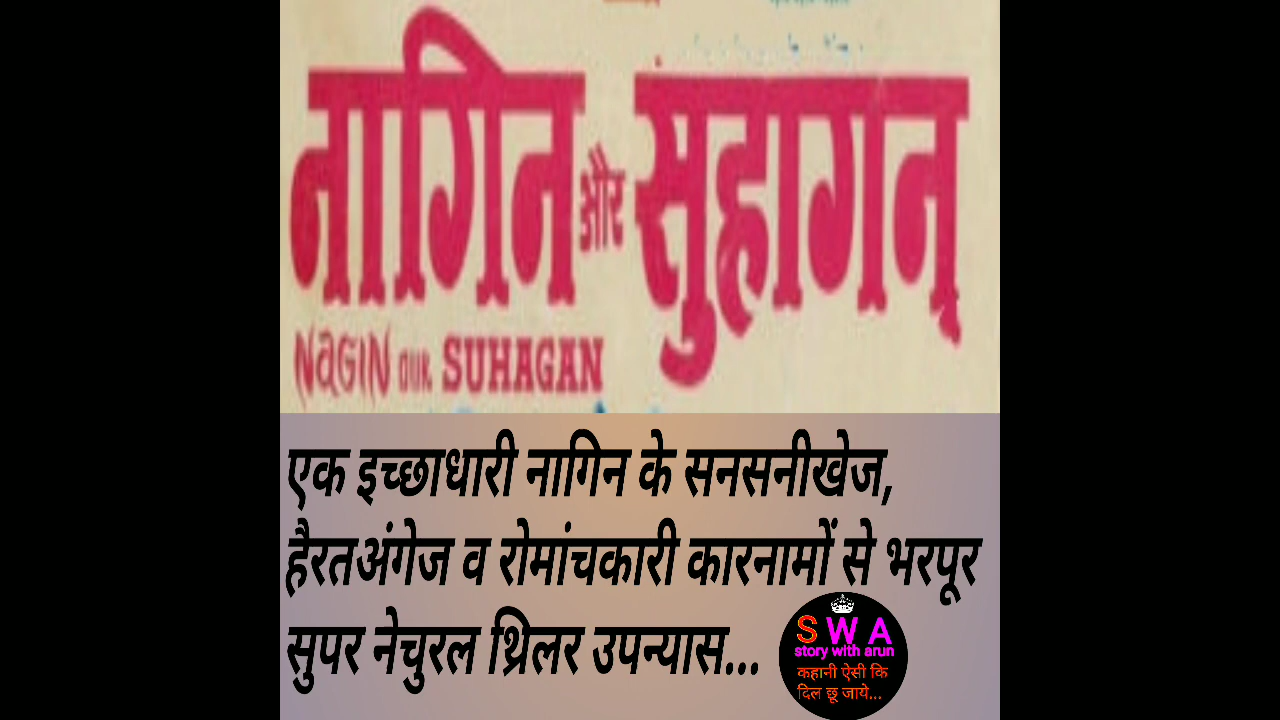 नागिन और सुहागन्
NaGIN OUR SUHAGAN
एक इच्छाधारी नागिन के सनसनीखेज,
हैरतअंगेज व रोमांचकारी कारनामों से भरपूर
सुपर नेचुरल थ्रिलर उपन्यास...
S W A
story with arun
कहानी ऐसी कि
दिल छू जाये...